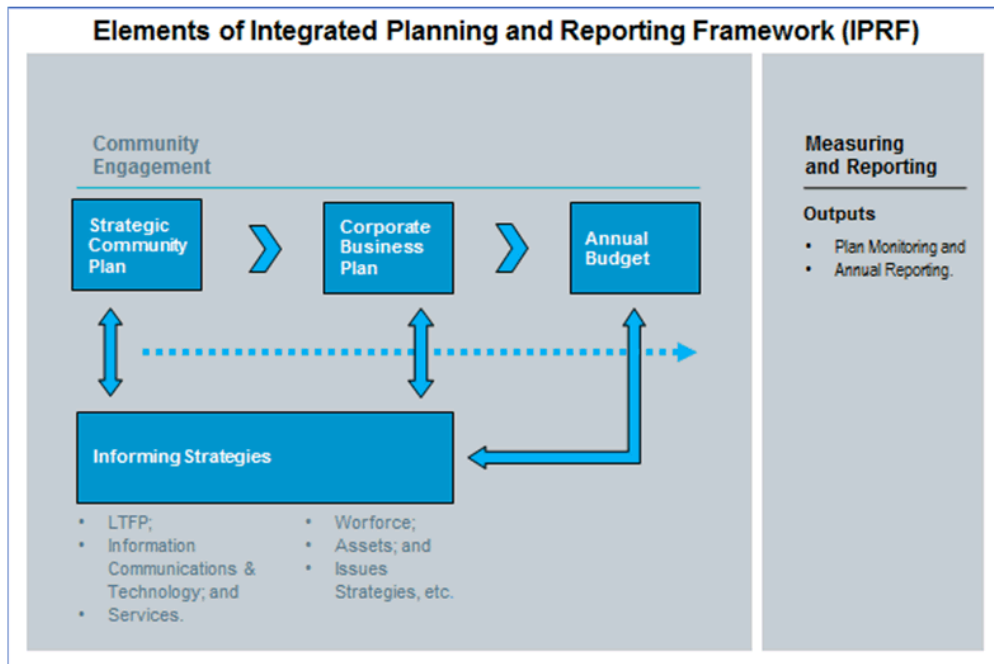 Elements of Integrated Planning and Reporting Framework (IPRF)
Community
Engagement
Strategic
Community
Plan
Corporate
Business
Plan
Annual
Budget
Informing Strategies
• LTFP;
• Information
Communications &
Technology; and
• Services.
• Worforce;
• Assets; and
• Issues
Strategies, etc.
Measuring
and Reporting
Outputs
• Plan Monitoring and
• Annual Reporting.